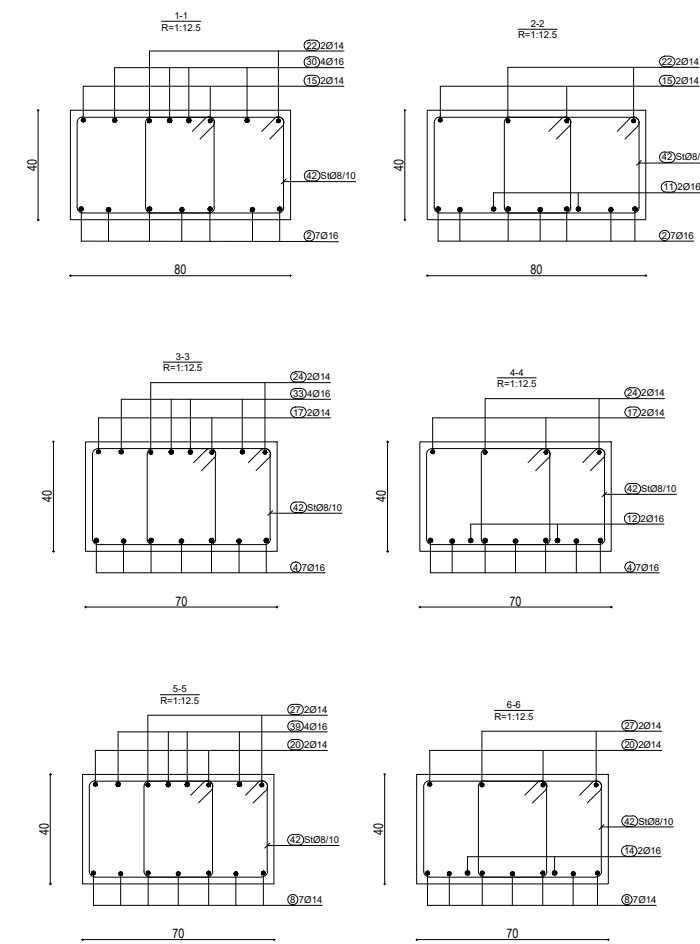 1-1
R=1:12.5
22 2Ø14
30 4Ø16
15 2Ø14
40
42 StØ8/10
2 7Ø16
80
2-2
R=1:12.5
22 2Ø14
15 2Ø14
42 StØ8/
11 2Ø16
2 7Ø16
80
3-3
R=1:12.5
24 2Ø14
33 4Ø16
17 2Ø14
40
42 StØ8/10
4 7Ø16
70
4-4
R=1:12.5
24 2Ø14
17 2Ø14
40
42 StØ8/10
12 2Ø16
4 7Ø16
70
5-5
R=1:12.5
27 2Ø14
39 4Ø16
20 2Ø14
40
42 StØ8/10
8 7Ø14
70
6-6
R=1:12.5
27 2Ø14
20 2Ø14
40
42 StØ8/10
14 2Ø16
8 7Ø14
70